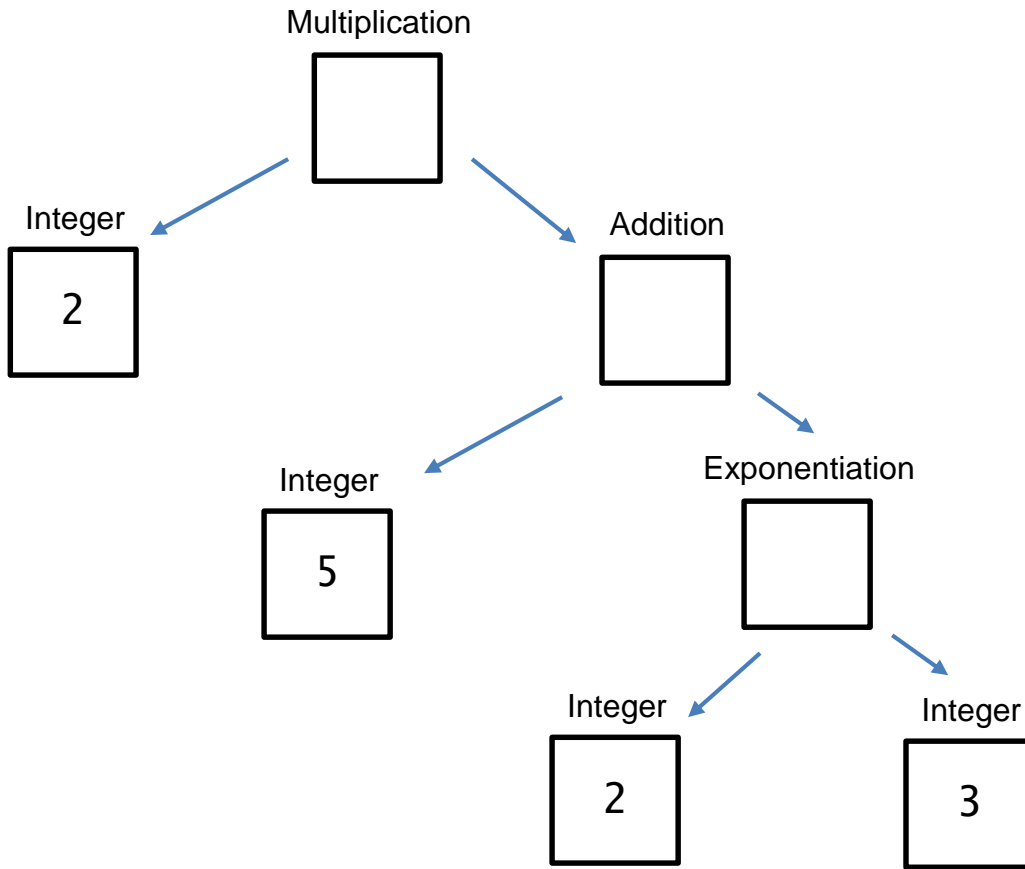 Multiplication
Integer
2
Addition
Integer
5
Exponentiation
Integer
2
Integer
3